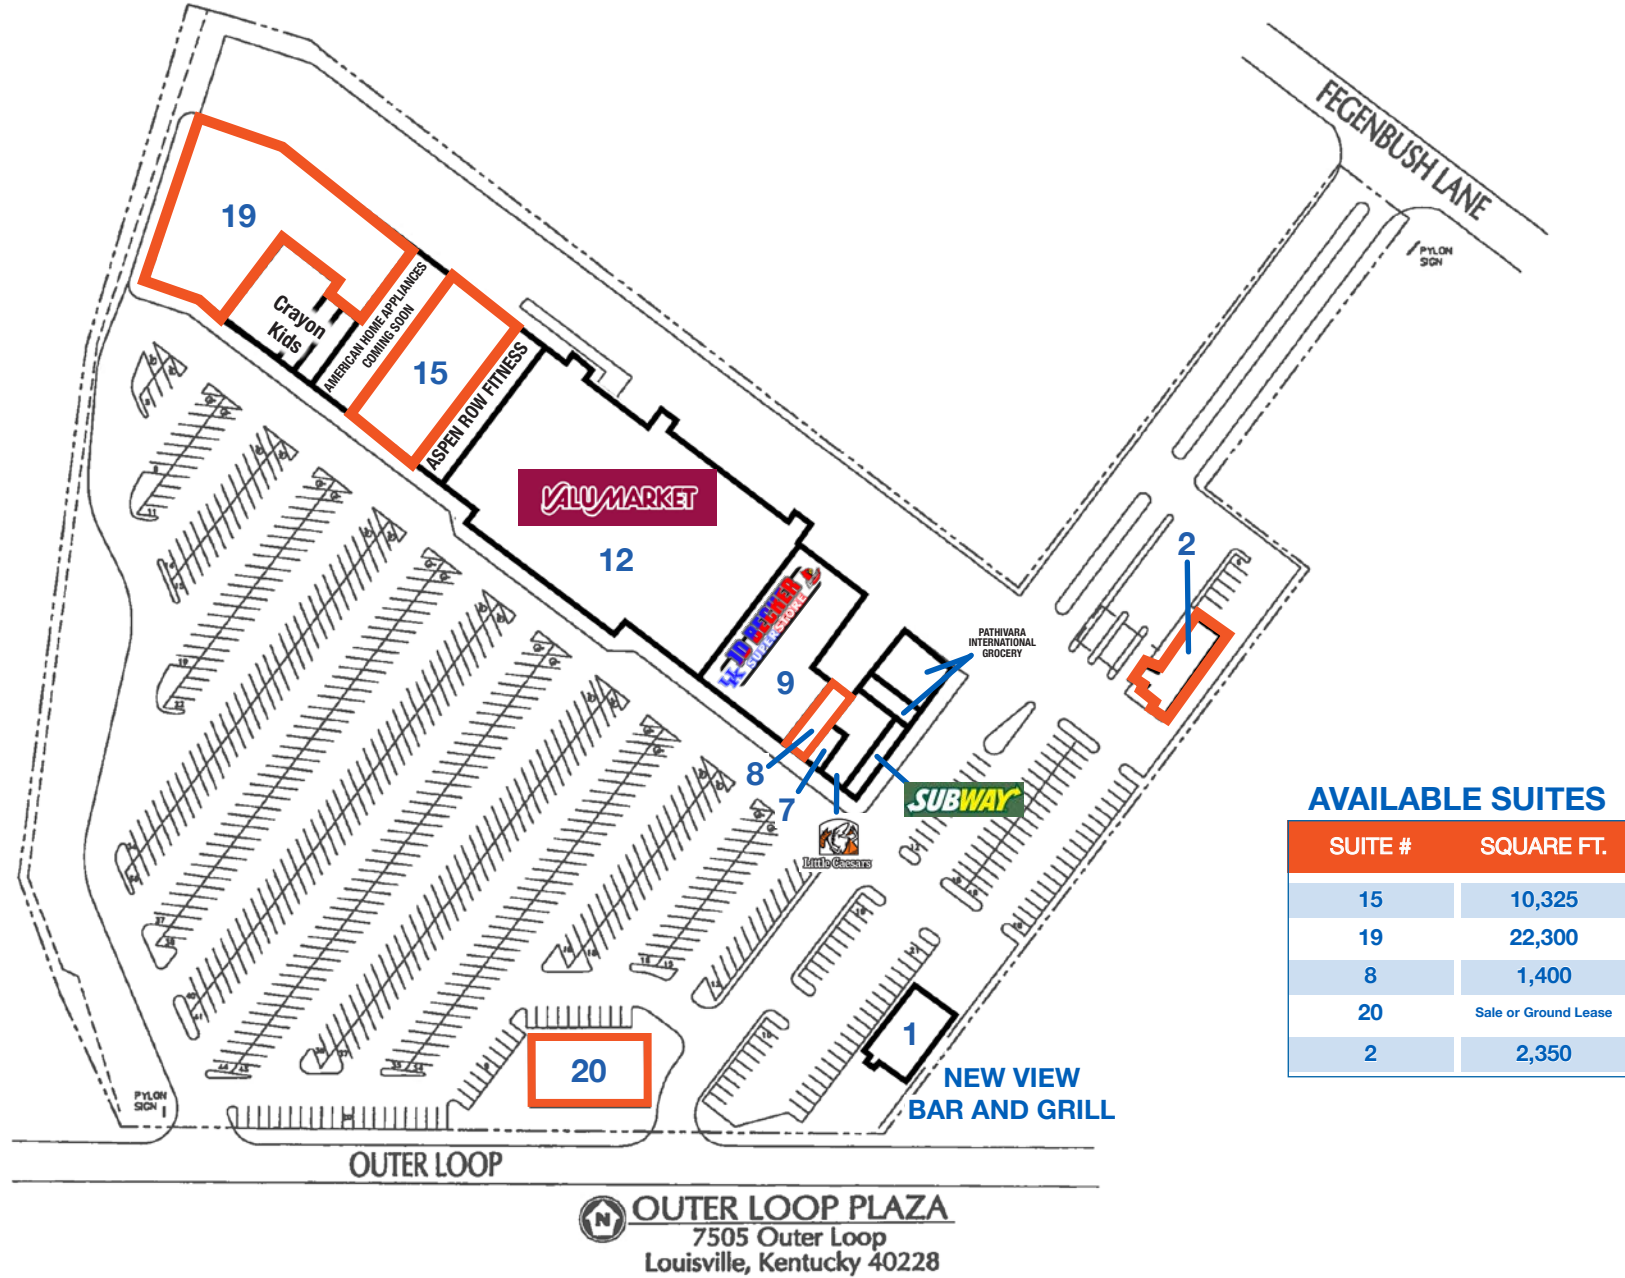 FEGENBUSH LANE
PYLON
SIGN
19
Crayon
Kids
AMERICAN HOME APPLIANCES
COMING SOON
15
ASPEN ROW FITNESS
VALUMARKET
12
2
JD BECKER
UK SUPERSTORE
9
PATHIVARA
INTERNATIONAL
GROCERY
8
7
SUBWAY
Little Caesars
AVAILABLE SUITES
SUITE # SQUARE FT.
15 10,325
19 22,300
8 1,400
20 Sale or Ground Lease
2 2,350
1
NEW VIEW
BAR AND GRILL
20
PYLON
SIGN
OUTER LOOP
N
OUTER LOOP PLAZA
7505 Outer Loop
Louisville, Kentucky 40228